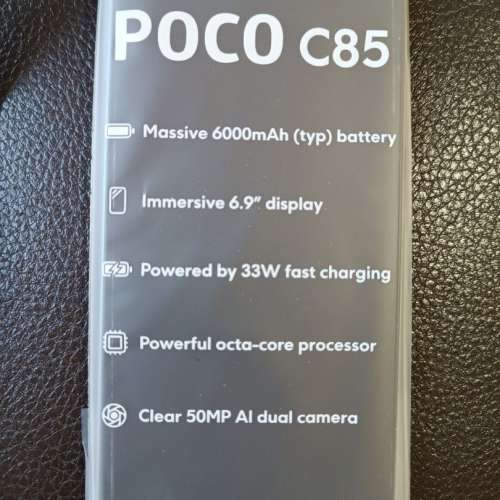 POCO C85
Massive 6000mAh (typ) battery
Immersive 6.9” display
Powered by 33W fast charging
Powerful octa-core processor
Clear 50MP AI dual camera